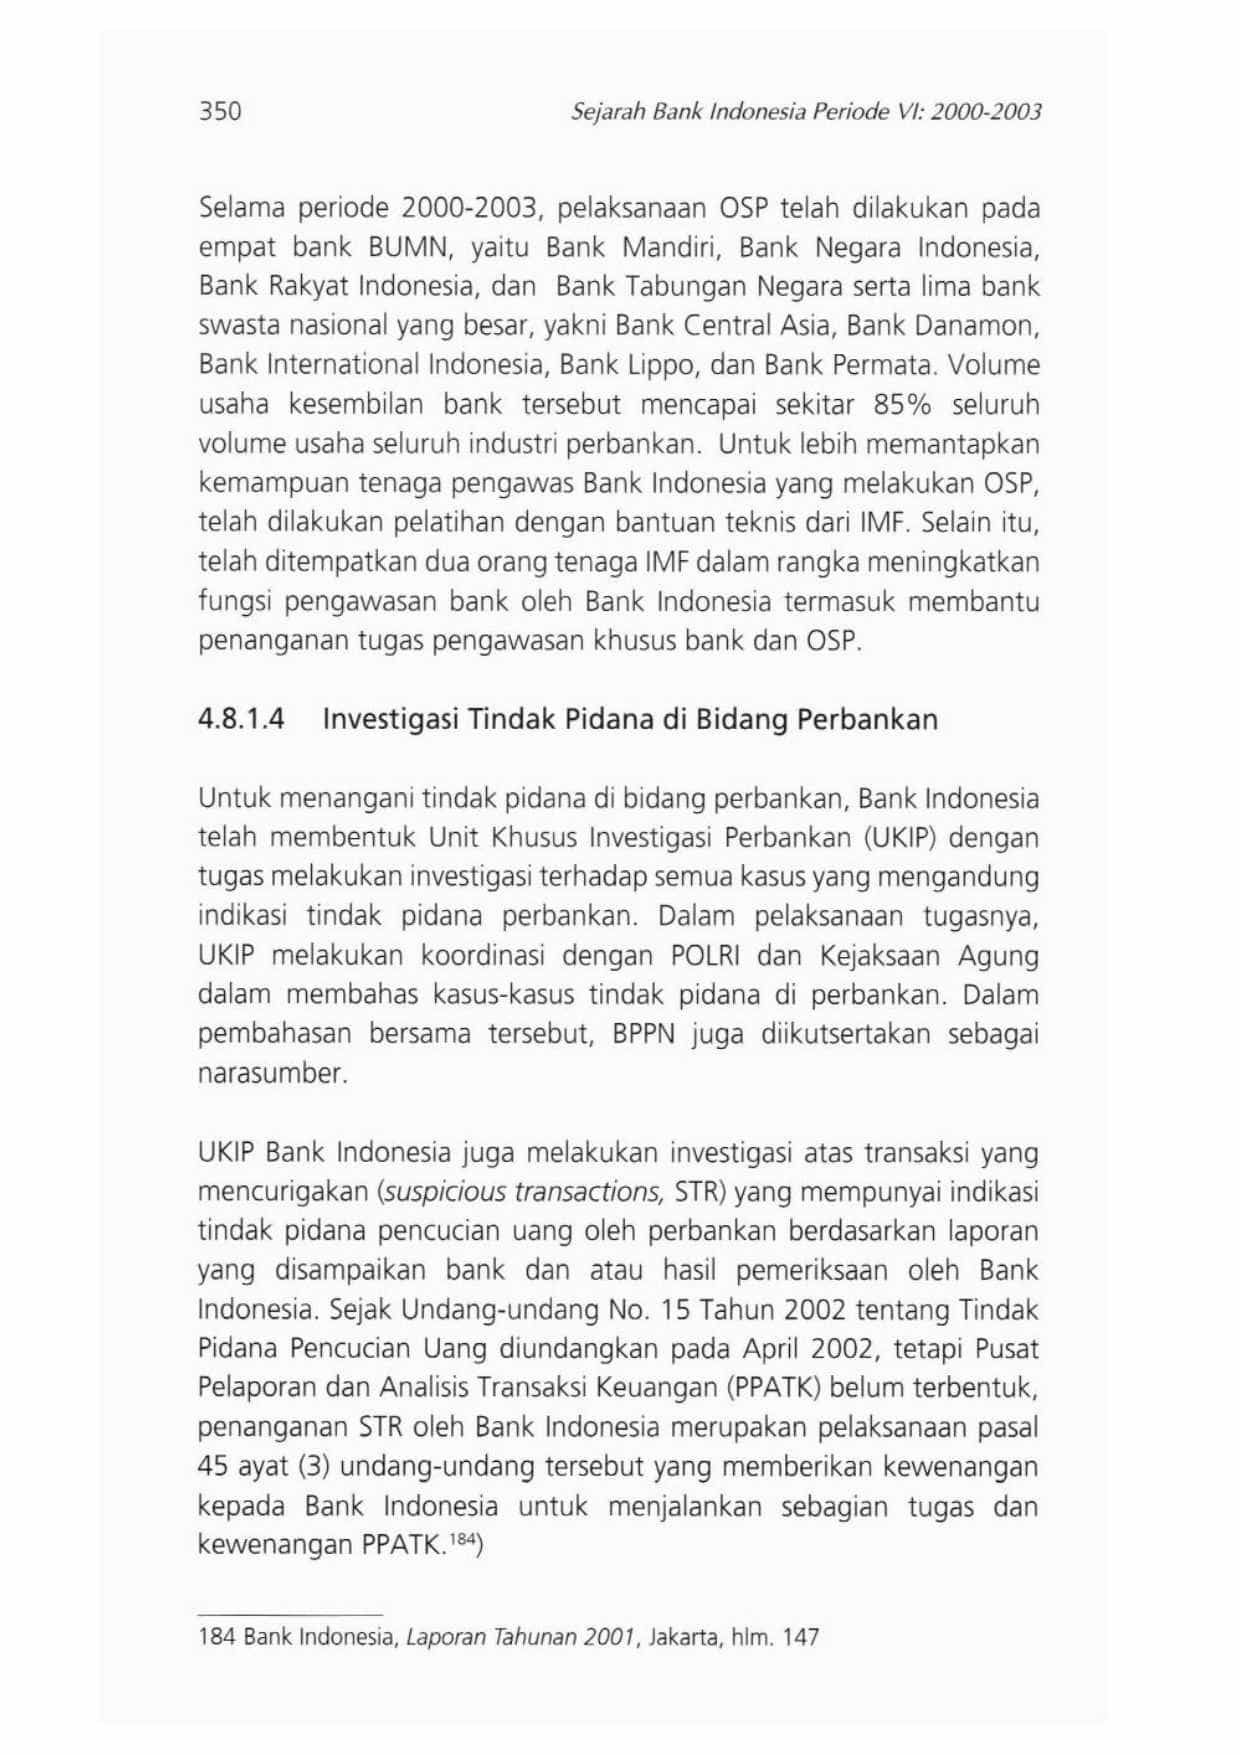 350 Sejarah Bank Indonesia Periode VI: 2000-2003
Selama periode 2000-2003, pelaksanaan OSP telah dilakukan pada
empat bank BUMN, yaitu Bank Mandiri, Bank Negara Indonesia,
Bank Rakyat Indonesia, dan Bank Tabungan Negara serta lima bank
swasta nasional yang besar, yakni Bank Central Asia, Bank Danamon,
Bank International Indonesia, Bank Lippo, dan Bank Permata. Volume
usaha kesembilan bank tersebut mencapai sekitar 85% seluruh
volume usaha seluruh industri perbankan. Untuk lebih memantapkan
kemampuan tenaga pengawas Bank Indonesia yang melakukan OSP,
telah dilakukan pelatihan dengan bantuan teknis dari IMF. Selain itu,
telah ditempatkan dua orang tenaga IMF dalam rangka meningkatkan
fungsi pengawasan bank oleh Bank Indonesia termasuk membantu
penanganan tugas pengawasan khusus bank dan OSP.
4.8.1.4 Investigasi Tindak Pidana di Bidang Perbankan
Untuk menangani tindak pidana di bidang perbankan, Bank Indonesia
telah membentuk Unit Khusus Investigasi Perbankan (UKIP) dengan
tugas melakukan investigasi terhadap semua kasus yang mengandung
indikasi tindak pidana perbankan. Dalam pelaksanaan tugasnya,
UKIP melakukan koordinasi dengan POLRI dan Kejaksaan Agung
dalam membahas kasus-kasus tindak pidana di perbankan. Dalam
pembahasan bersama tersebut, BPPN juga diikutsertakan sebagai
narasumber.
UKIP Bank Indonesia juga melakukan investigasi atas transaksi yang
mencurigakan (suspicious transactions, STR) yang mempunyai indikasi
tindak pidana pencucian uang oleh perbankan berdasarkan laporan
yang disampaikan bank dan atau hasil pemeriksaan oleh Bank
Indonesia. Sejak Undang-undang No. 15 Tahun 2002 tentang Tindak
Pidana Pencucian Uang diundangkan pada April 2002, tetapi Pusat
Pelaporan dan Analisis Transaksi Keuangan (PPATK) belum terbentuk,
penanganan STR oleh Bank Indonesia merupakan pelaksanaan pasal
45 ayat (3) undang-undang tersebut yang memberikan kewenangan
kepada Bank Indonesia untuk menjalankan sebagian tugas dan
kewenangan PPATK.184)
184 Bank Indonesia, Laporan Tahunan 2001, Jakarta, hlm. 147